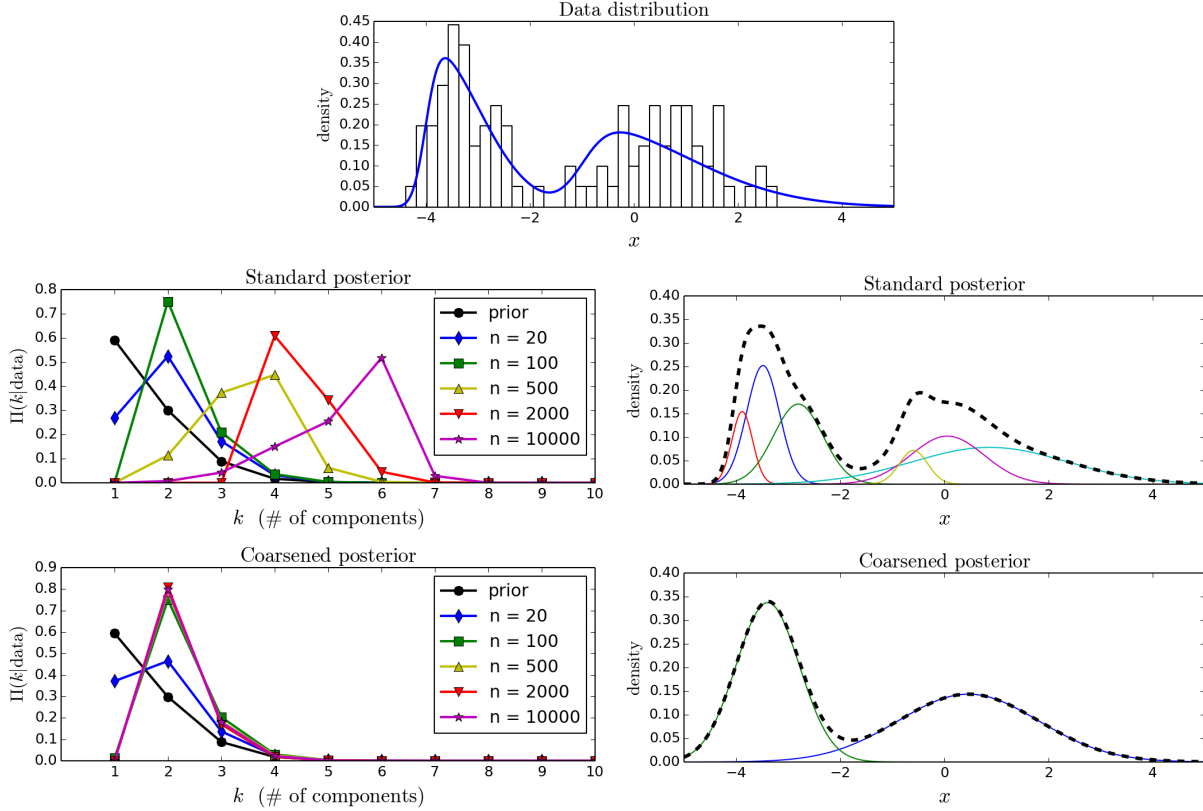 Data distribution
0.45
0.40
0.35
0.30
0.25
0.20
0.15
0.10
0.05
0.00
density
−4 −2 0 2 4
x
Standard posterior
0.8
0.7
0.6
0.5
0.4
0.3
0.2
0.1
0.0
Π(k|data)
prior
n = 20
n = 100
n = 500
n = 2000
n = 10000
1 2 3 4 5 6 7 8 9 10
k (# of components)
Standard posterior
0.40
0.35
0.30
0.25
0.20
0.15
0.10
0.05
0.00
density
−4 −2 0 2 4
x
Coarsened posterior
0.9
0.8
0.7
0.6
0.5
0.4
0.3
0.2
0.1
0.0
Π(k|data)
prior
n = 20
n = 100
n = 500
n = 2000
n = 10000
1 2 3 4 5 6 7 8 9 10
k (# of components)
Coarsened posterior
0.40
0.35
0.30
0.25
0.20
0.15
0.10
0.05
0.00
density
−4 −2 0 2 4
x